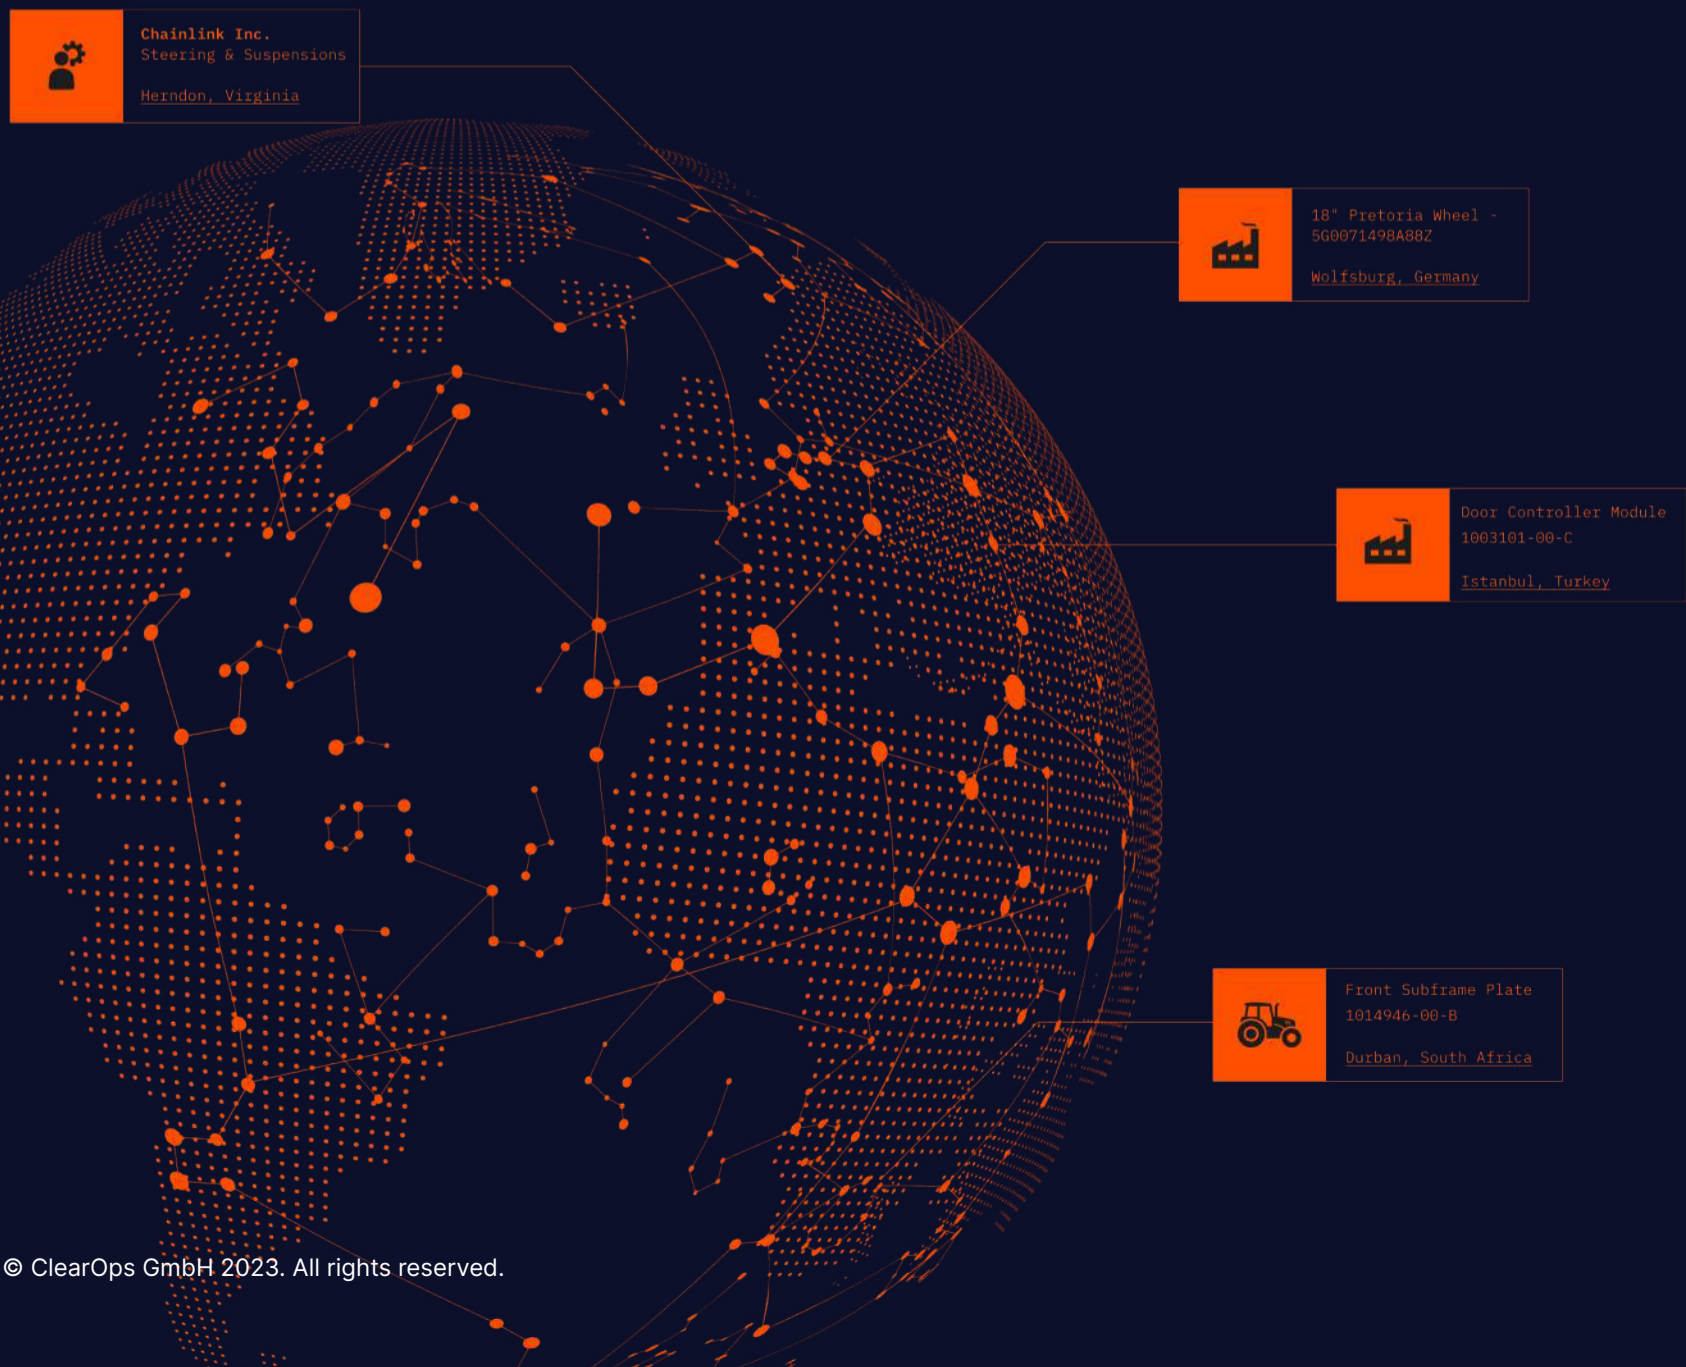 Chainlink Inc.
Steering & Suspensions
Herndon, Virginia
18" Pretoria Wheel -
5G0071498A88Z
Wolfsburg, Germany
Door Controller Module
1003101-00-C
Istanbul, Turkey
Front Subframe Plate
1014946-00-B
Durban, South Africa
© ClearOps GmbH 2023. All rights reserved.